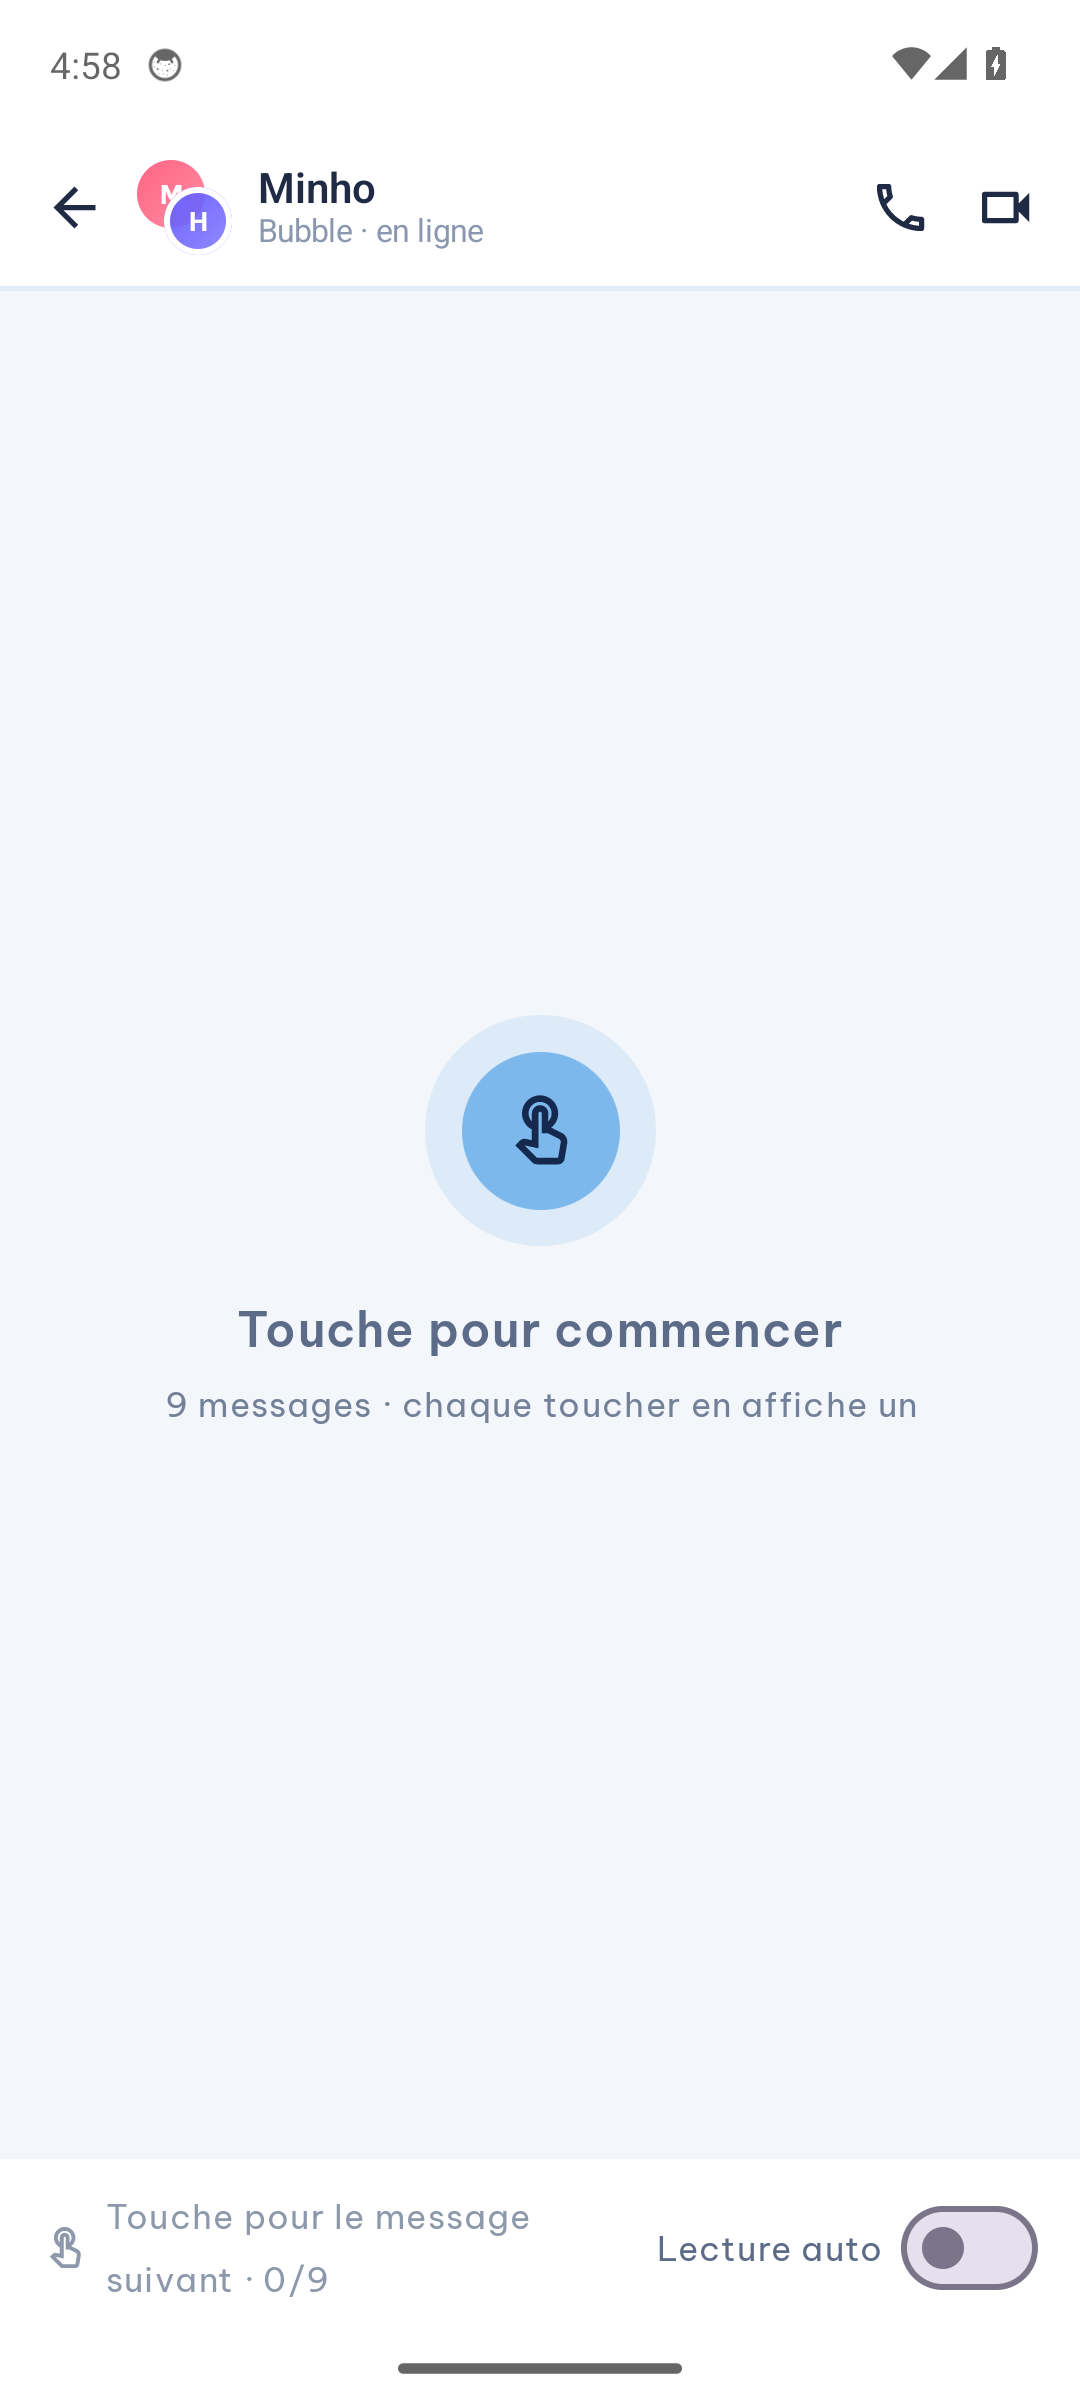 4:58
M
H
Minho
Bubble · en ligne
Touche pour commencer
9 messages · chaque toucher en affiche un
Touche pour le message
suivant · 0/9
Lecture auto